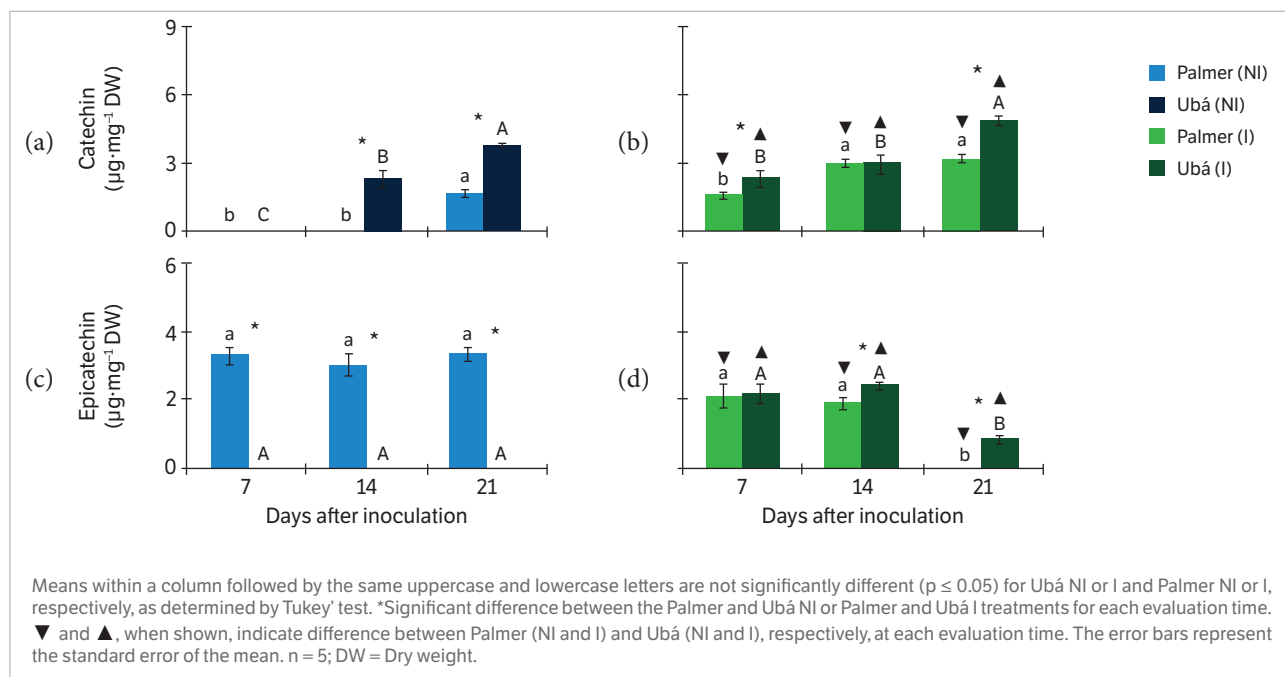 9
6
3
0
Catechin
(µg·mg⁻¹ DW)
(a)
b C
b * B
a * A
(b)
▼ b * ▲ B
▼ a ▲ B
▼ a * ▲ A
Palmer (NI)
Ubá (NI)
Palmer (I)
Ubá (I)
6
4
2
0
Epicatechin
(µg·mg⁻¹ DW)
(c)
a * A
a * A
a * A
7 14 21
Days after inoculation
(d)
▼ a ▲ A
▼ a * ▲ A
▼ b * ▲ B
7 14 21
Days after inoculation
Means within a column followed by the same uppercase and lowercase letters are not significantly different (p ≤ 0.05) for Ubá NI or I and Palmer NI or I,
respectively, as determined by Tukey’ test. *Significant difference between the Palmer and Ubá NI or Palmer and Ubá I treatments for each evaluation time.
▼ and ▲, when shown, indicate difference between Palmer (NI and I) and Ubá (NI and I), respectively, at each evaluation time. The error bars represent
the standard error of the mean. n = 5; DW = Dry weight.